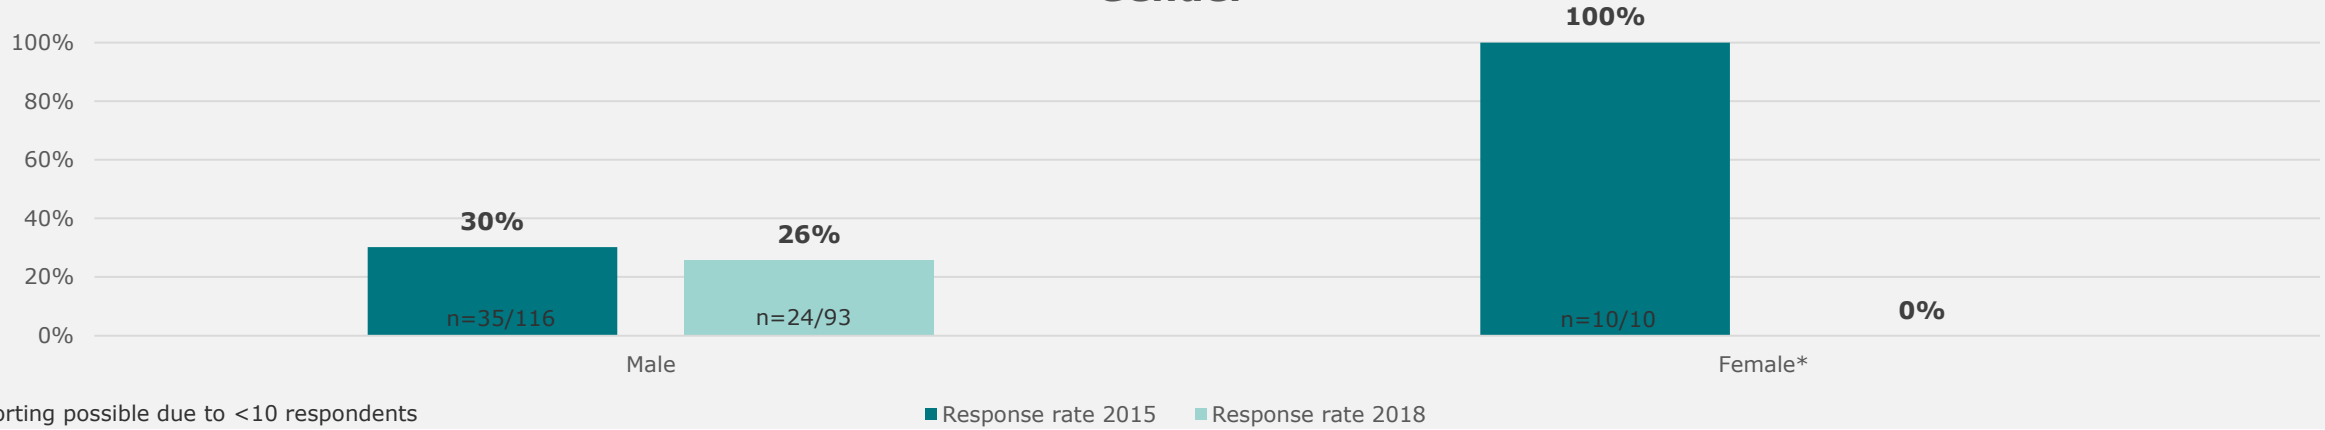 100%
100%
80%
60%
40%
30%
26%
20%
n=35/116
n=24/93
n=10/10
0%
0%
Male
Female*
possible due to <10 respondents
Response rate 2015
Response rate 2018